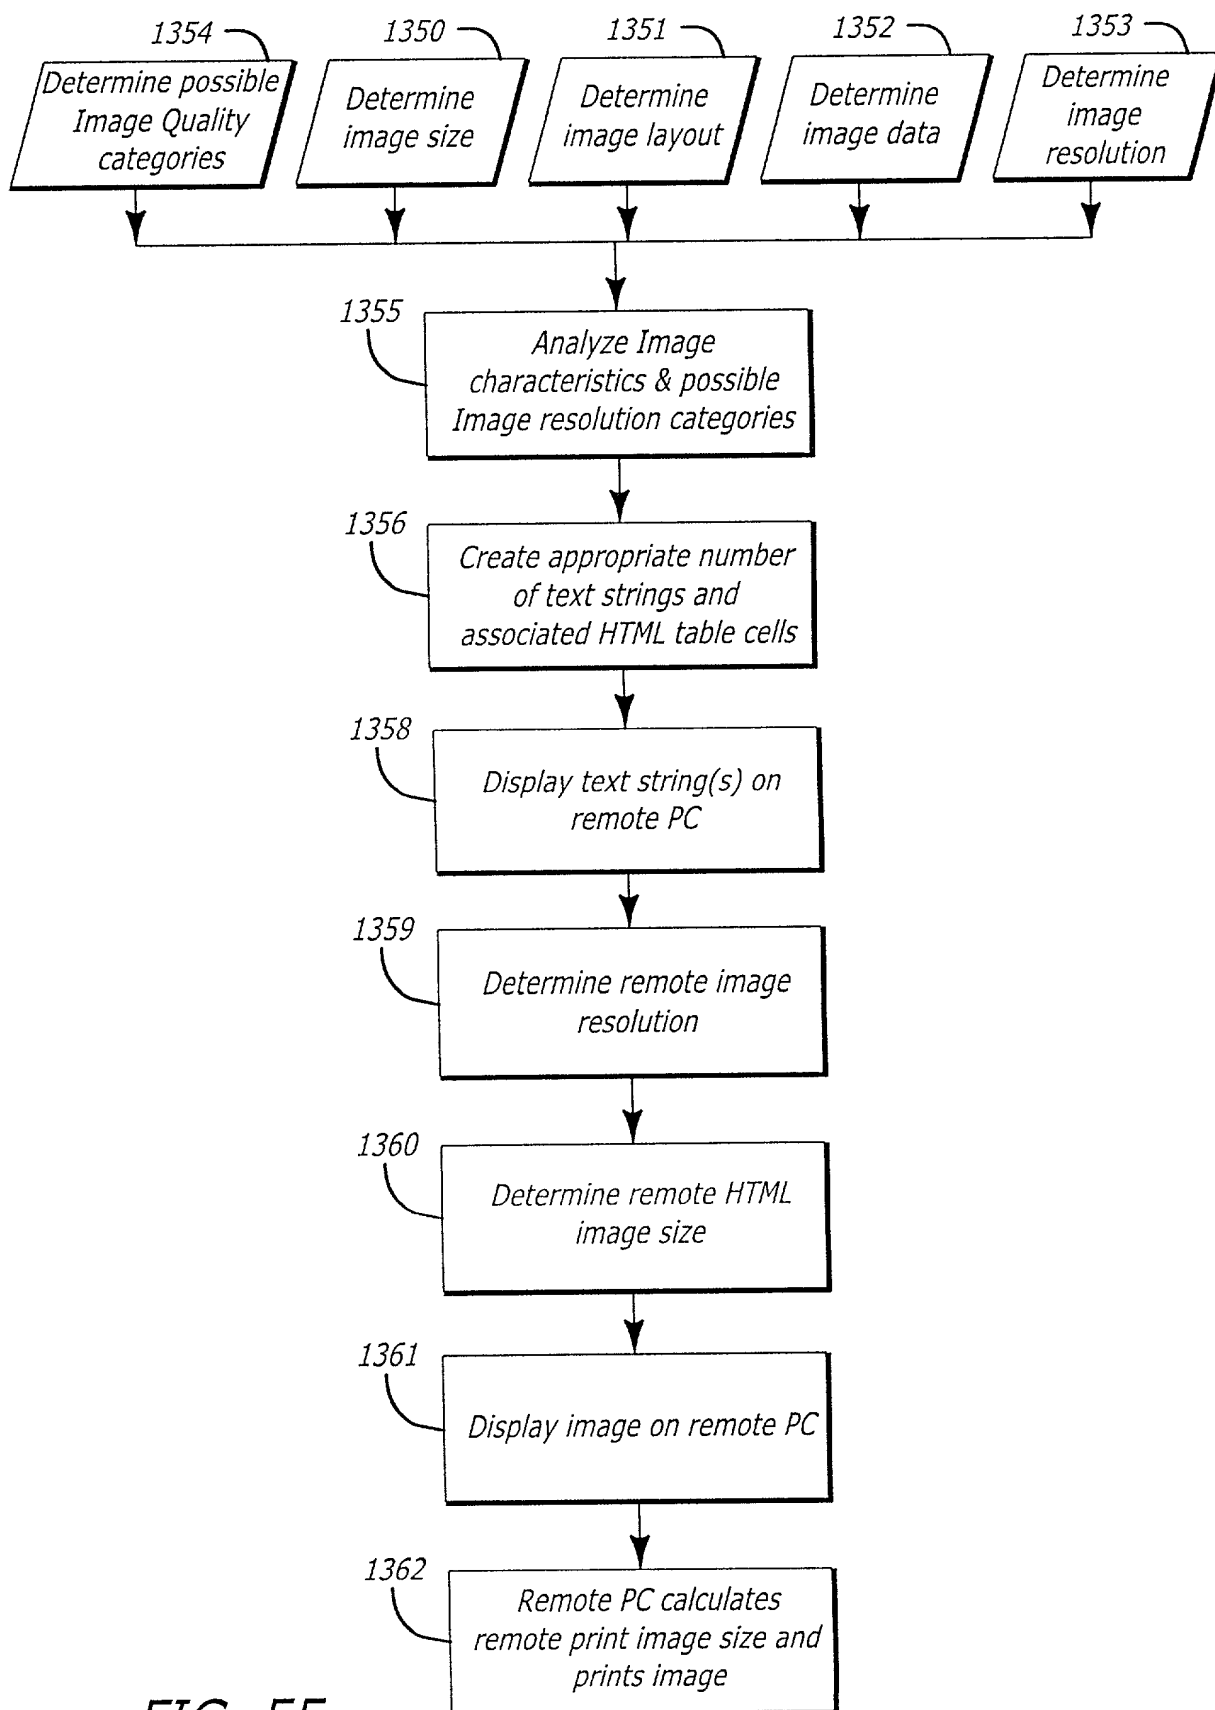 1354
1350
1351
1352
1353
Determine possible
Image Quality
categories
Determine
image size
Determine
image layout
Determine
image data
Determine
image
resolution
1355
Analyze Image
characteristics & possible
Image resolution categories
1356
Create appropriate number
of text strings and
associated HTML table cells
1358
Display text string(s) on
remote PC
1359
Determine remote image
resolution
1360
Determine remote HTML
image size
1361
Display image on remote PC
1362
Remote PC calculates
remote print image size and
prints image